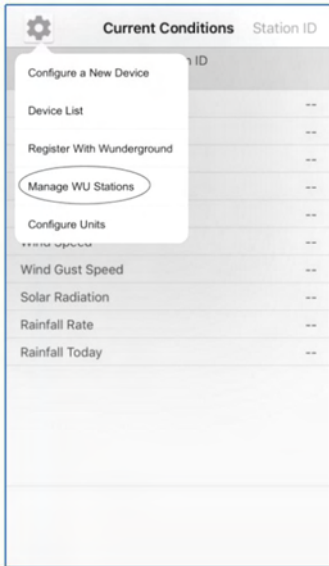 Current Conditions Station ID
n ID
Configure a New Device
Device List
--
--
Register With Wunderground
--
Manage WU Stations
--
--
Configure Units
Wind Speed --
Wind Gust Speed --
Solar Radiation --
Rainfall Rate --
Rainfall Today --